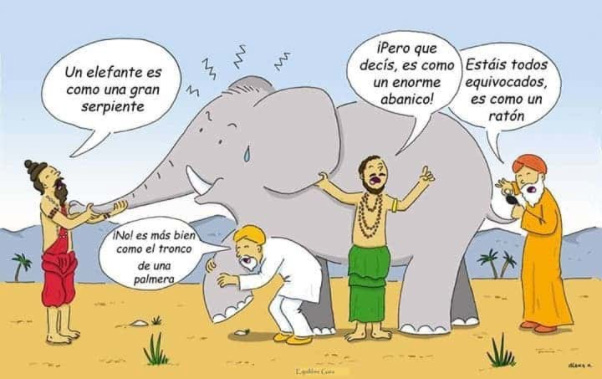 Un elefante es
como una gran
serpiente
¡Pero que
decís, es como
un enorme
abanico!
Estáis todos
equivocados,
es como un
ratón
¡No! es más bien
como el tronco
de una
palmera